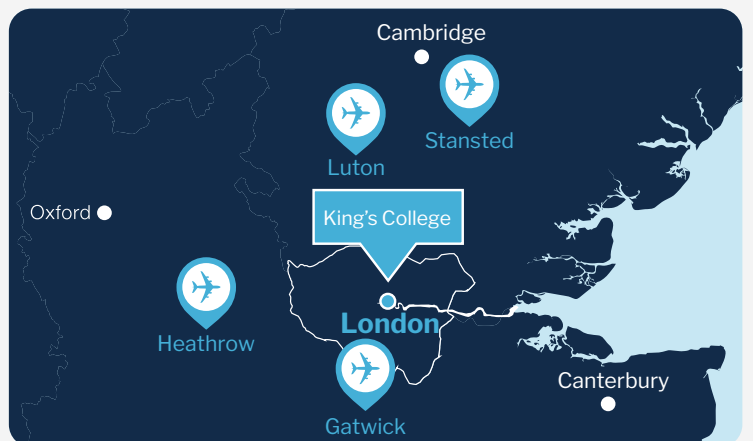 Cambridge
Stansted
Luton
Oxford
King's College
London
Heathrow
Canterbury
Gatwick